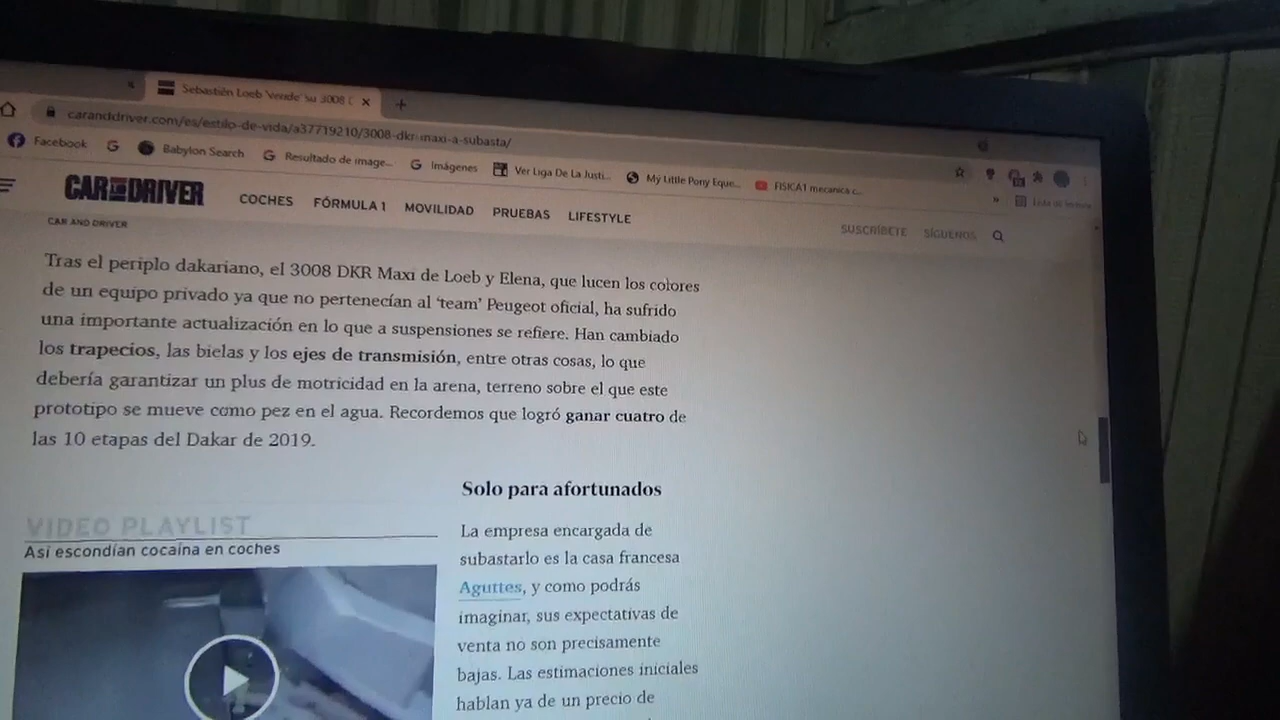 Sebastién Loeb 'vende' su 3008
caranddriver.com/es/estilo-de-vida/a37719210/3008-dkr-maxi-a-subasta/
Facebook
Babylon Search
Resultado de image...
Imágenes
Ver Liga De La Justi...
My Little Pony Eque...
FISICA1 mecanica c...
Lista de lectura
CAR AND DRIVER
COCHES
FÓRMULA 1
MOVILIDAD
PRUEBAS
LIFESTYLE
SUSCRÍBETE
SÍGUENOS
CAR AND DRIVER
Tras el periplo dakariano, el 3008 DKR Maxi de Loeb y Elena, que lucen los colores
de un equipo privado ya que no pertenecían al 'team' Peugeot oficial, ha sufrido
una importante actualización en lo que a suspensiones se refiere. Han cambiado
los trapecios, las bielas y los ejes de transmisión, entre otras cosas, lo que
debería garantizar un plus de motricidad en la arena, terreno sobre el que este
prototipo se mueve como pez en el agua. Recordemos que logró ganar cuatro de
las 10 etapas del Dakar de 2019.
VIDEO PLAYLIST
Así escondían cocaína en coches
Solo para afortunados
La empresa encargada de
subastarlo es la casa francesa
Aguttes, y como podrás
imaginar, sus expectativas de
venta no son precisamente
bajas. Las estimaciones iniciales
hablan ya de un precio de